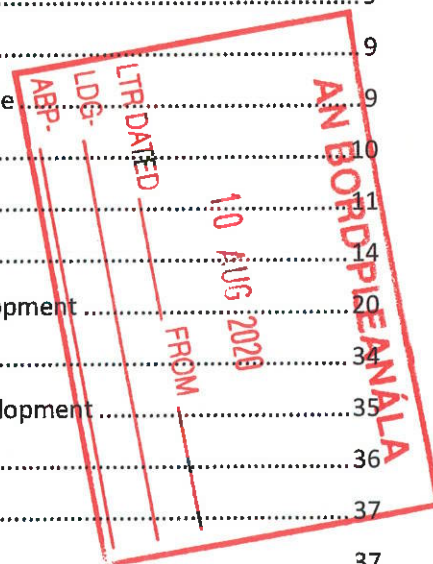 9
e 9
10
11
14
opment 20
34
lopment 35
36
37
37
AN BORD PLEANÁLA
10 AUG 2020
LTR DATED FROM
LDG-
ABP-